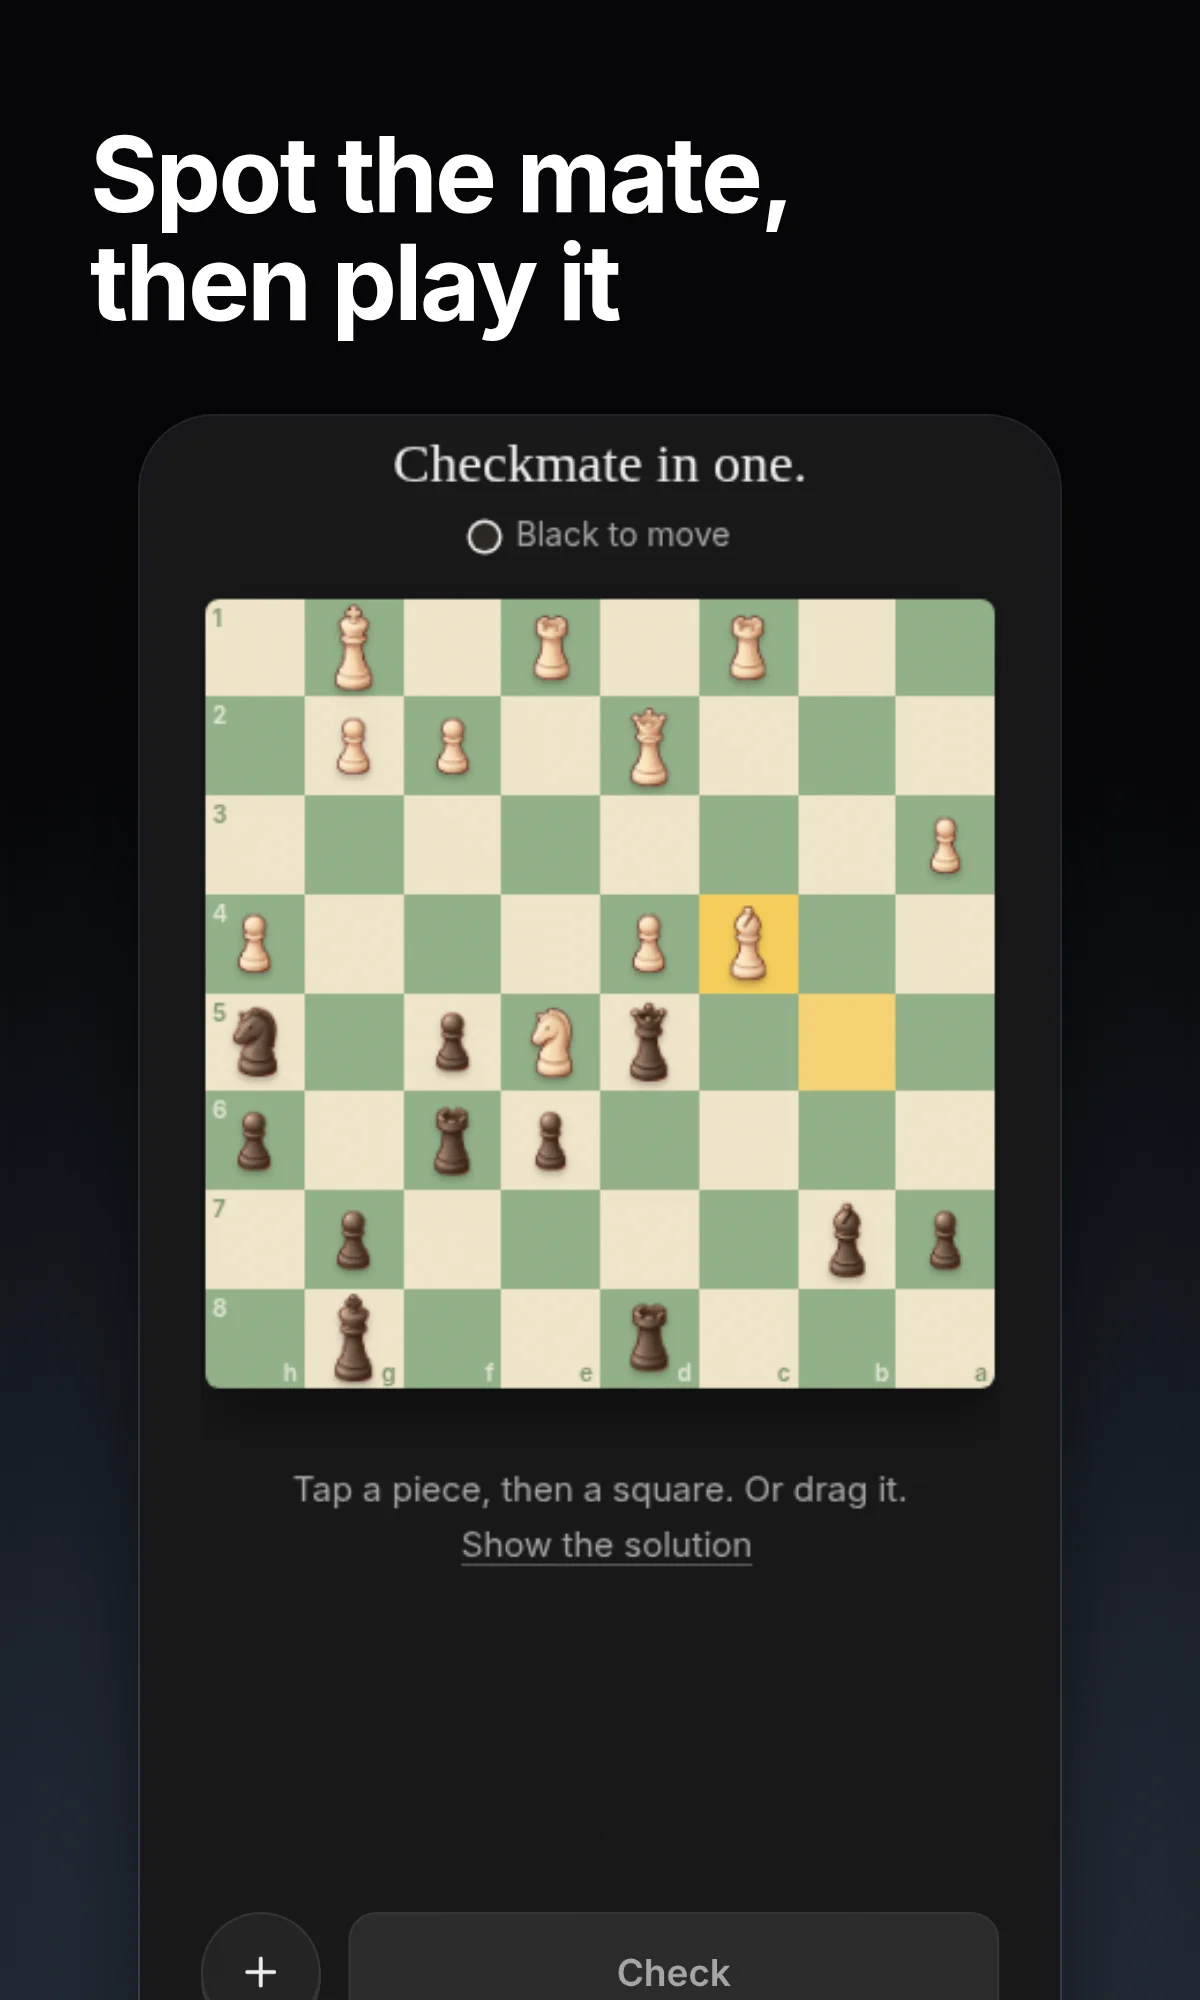 Spot the mate,
then play it
Checkmate in one.
Black to move
1
2
3
4
5
6
7
8
h g f e d c b a
Tap a piece, then a square. Or drag it.
Show the solution
+ Check